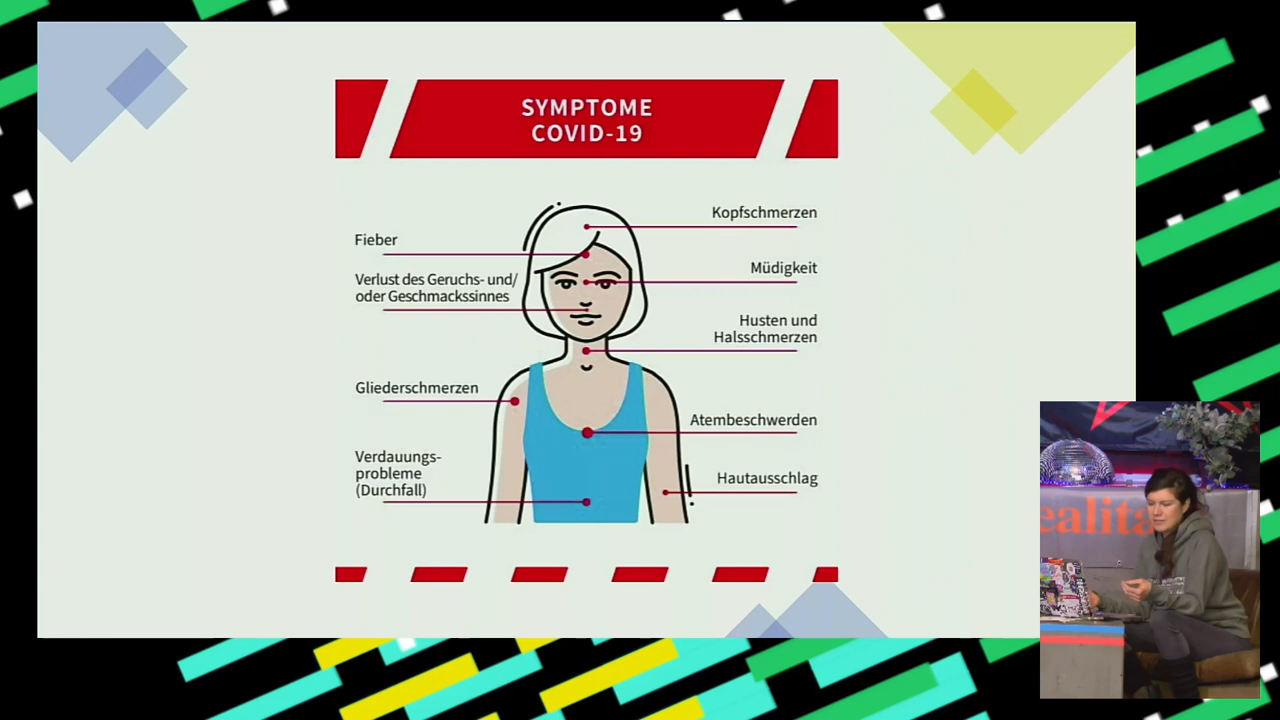 SYMPTOME
COVID-19
Kopfschmerzen
Fieber
Müdigkeit
Verlust des Geruchs- und/
oder Geschmackssinnes
Husten und
Halsschmerzen
Gliederschmerzen
Atembeschwerden
Verdauungs-
probleme
(Durchfall)
Hautausschlag
ealita